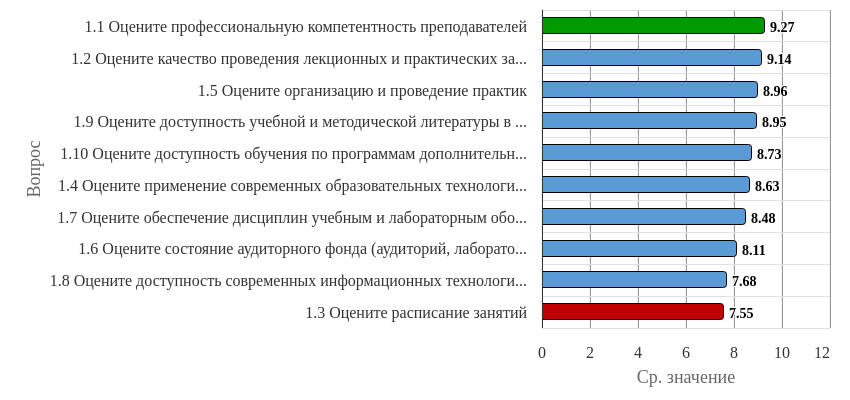 1.1 Оцените профессиональную компетентность преподавателей 9.27
1.2 Оцените качество проведения лекционных и практических за... 9.14
1.5 Оцените организацию и проведение практик 8.96
1.9 Оцените доступность учебной и методической литературы в ... 8.95
1.10 Оцените доступность обучения по программам дополнительн... 8.73
1.4 Оцените применение современных образовательных технологи... 8.63
1.7 Оцените обеспечение дисциплин учебным и лабораторным обо... 8.48
1.6 Оцените состояние аудиторного фонда (аудиторий, лаборато... 8.11
1.8 Оцените доступность современных информационных технологи... 7.68
1.3 Оцените расписание занятий 7.55
Вопрос
0 2 4 6 8 10 12
Ср. значение